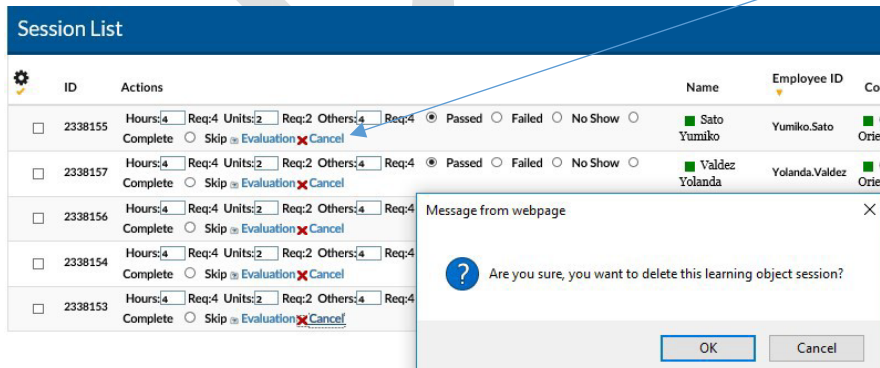 Session List
ID Actions Name Employee ID Co
Hours:4 Req:4 Units:2 Req:2 Others:4 Req:4 Passed Failed No Show
Complete Skip Evaluation Cancel
2338155 Sato Yumiko Yumiko.Sato Orie
Hours:4 Req:4 Units:2 Req:2 Others:4 Req:4 Passed Failed No Show
Complete Skip Evaluation Cancel
2338157 Valdez Yolanda Yolanda.Valdez Orie
Hours:4 Req:4 Units:2 Req:2 Others:4 Req:4
Complete Skip Evaluation Cancel
2338156
Hours:4 Req:4 Units:2 Req:2 Others:4 Req:4
Complete Skip Evaluation Cancel
2338154
Hours:4 Req:4 Units:2 Req:2 Others:4 Req:4
Complete Skip Evaluation Cancel
2338153
Message from webpage
Are you sure, you want to delete this learning object session?
OK Cancel